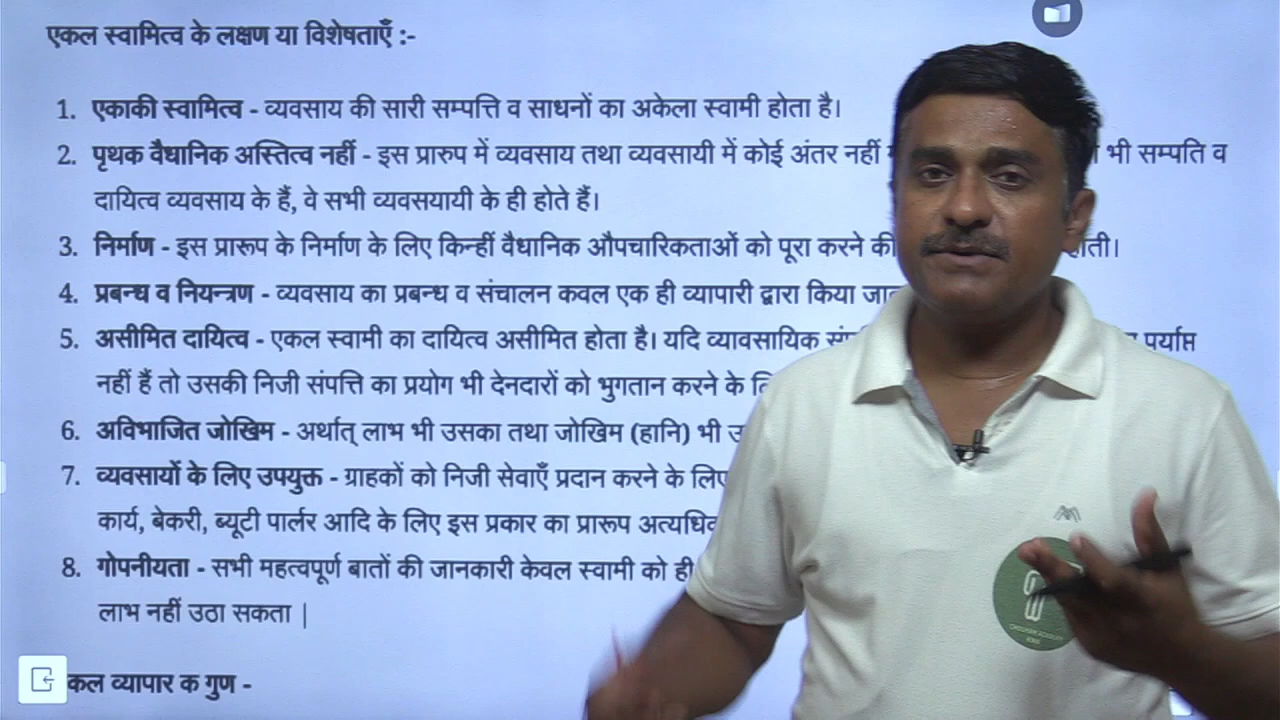 एकल स्वामित्व के लक्षण या विशेषताएँ :-
1. एकाकी स्वामित्व - व्यवसाय की सारी सम्पत्ति व साधनों का अकेला स्वामी होता है।
2. पृथक वैधानिक अस्तित्व नहीं - इस प्रारुप में व्यवसाय तथा व्यवसायी में कोई अंतर नहीं भी सम्पति व
दायित्व व्यवसाय के हैं, वे सभी व्यवसयायी के ही होते हैं।
3. निर्माण - इस प्रारूप के निर्माण के लिए किन्हीं वैधानिक औपचारिकताओं को पूरा करने की
4. प्रबन्ध व नियन्त्रण - व्यवसाय का प्रबन्ध व संचालन कवल एक ही व्यापारी द्वारा किया
5. असीमित दायित्व - एकल स्वामी का दायित्व असीमित होता है। यदि व्यावसायिक पर्याप्त
नहीं हैं तो उसकी निजी संपत्ति का प्रयोग भी देनदारों को भुगतान करने के
6. अविभाजित जोखिम - अर्थात् लाभ भी उसका तथा जोखिम (हानि) भी
7. व्यवसायों के लिए उपयुक्त - ग्राहकों को निजी सेवाएँ प्रदान करने के लिए
कार्य, बेकरी, ब्यूटी पार्लर आदि के लिए इस प्रकार का प्रारूप
8. गोपनीयता - सभी महत्वपूर्ण बातों की जानकारी केवल स्वामी को ही
लाभ नहीं उठा सकता |
व्यापार क गुण -